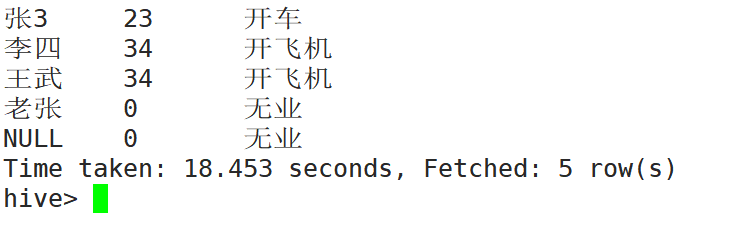 张3 23 开车
李四 34 开飞机
王武 34 开飞机
老张 0 无业
NULL 0 无业
Time taken: 18.453 seconds, Fetched: 5 row(s)
hive>